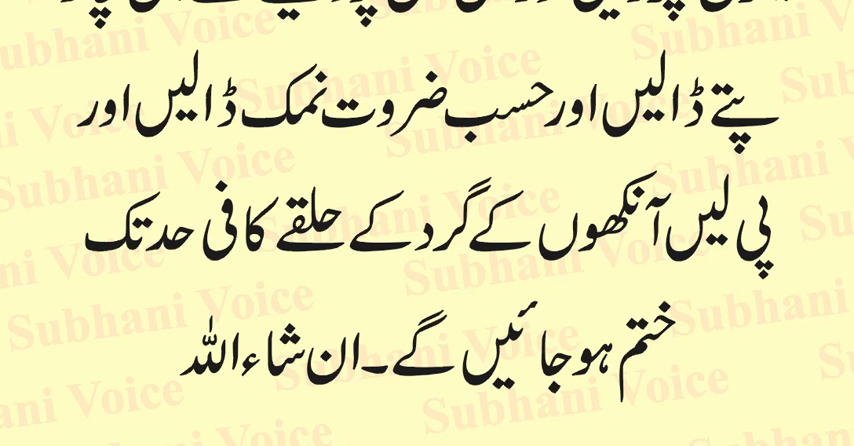 پتے ڈالیں اور حسب ضروت نمک ڈالیں اور
پی لیں آنکھوں کے گرد کے حلقے کافی حد تک
ختم ہو جائیں گے۔ ان شاء اللہ
Subhani Voice